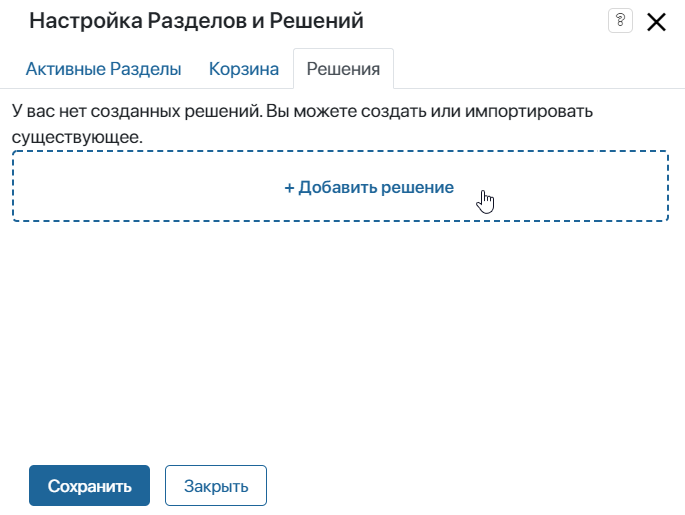 Настройка Разделов и Решений
?
Активные Разделы Корзина Решения
У вас нет созданных решений. Вы можете создать или импортировать
существующее.
+ Добавить решение
Сохранить Закрыть